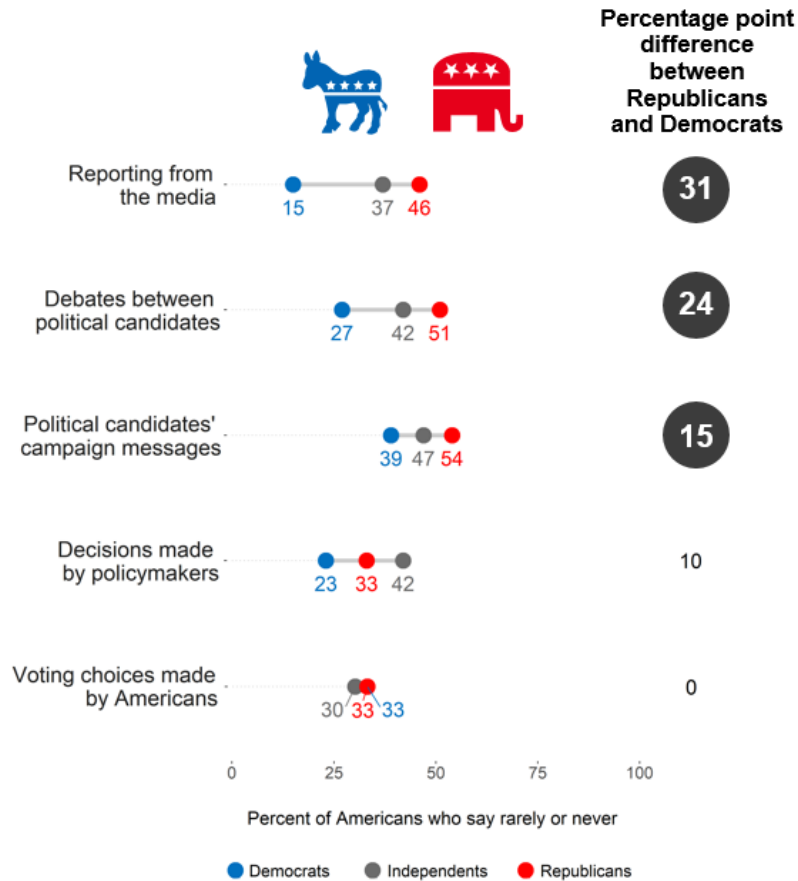 Percentage point
difference
between
Republicans
and Democrats
Reporting from
the media
15 37 46
31
Debates between
political candidates
27 42 51
24
Political candidates'
campaign messages
39 47 54
15
Decisions made
by policymakers
23 33 42
10
Voting choices made
by Americans
30 33 33
0
0 25 50 75 100
Percent of Americans who say rarely or never
Democrats Independents Republicans